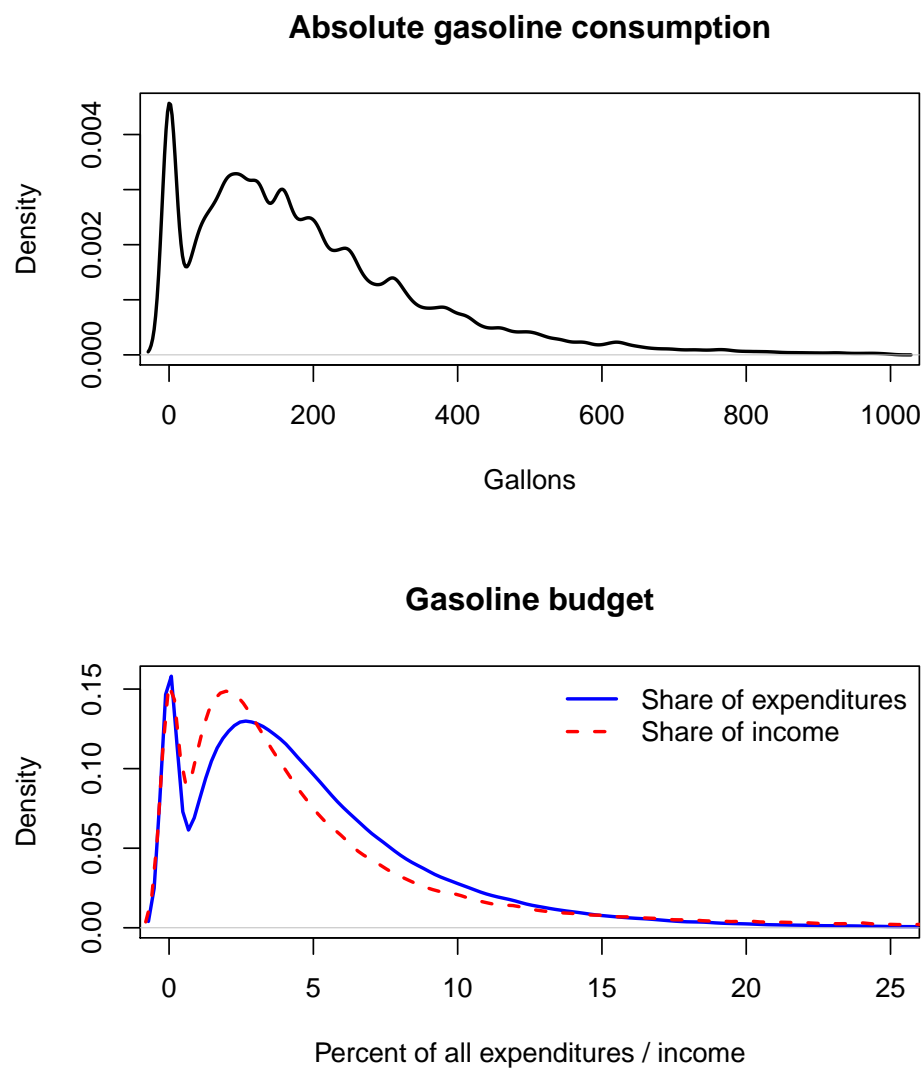 Absolute gasoline consumption
Density
0.000
0.002
0.004
0
200
400
600
800
1000
Gallons
Gasoline budget
Density
0.00
0.05
0.10
0.15
Share of expenditures
Share of income
0
5
10
15
20
25
Percent of all expenditures / income